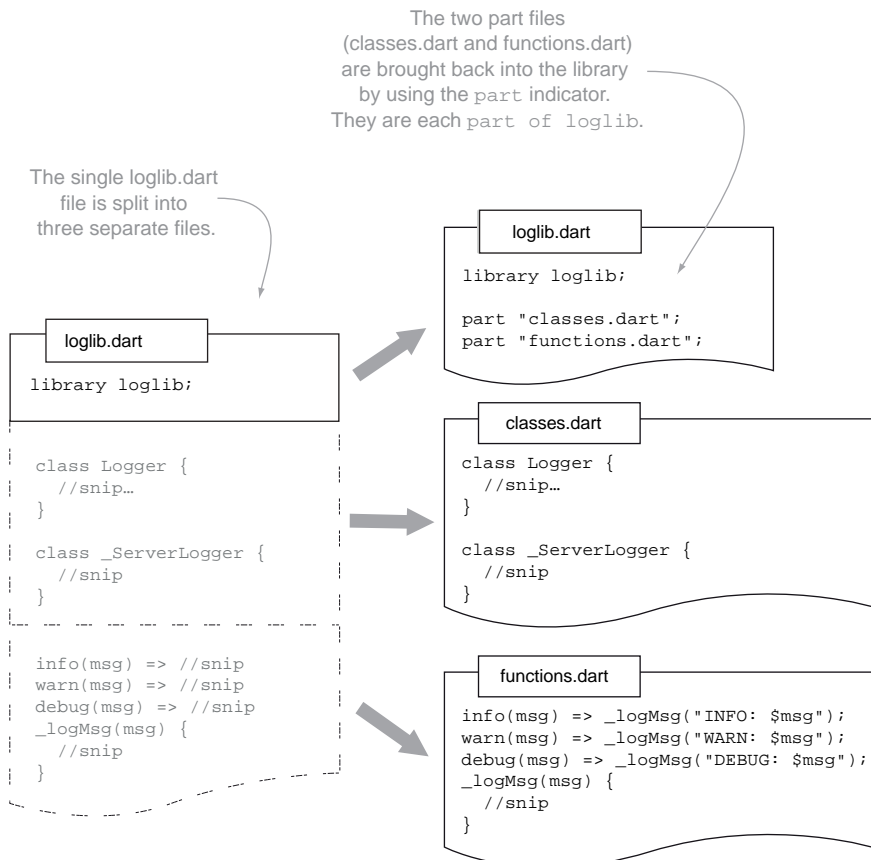 The two part files
(classes.dart and functions.dart)
are brought back into the library
by using the part indicator.
They are each part of loglib.
The single loglib.dart
file is split into
three separate files.
loglib.dart
library loglib;
class Logger {
//snip…
}
class _ServerLogger {
//snip
}
info(msg) => //snip
warn(msg) => //snip
debug(msg) => //snip
_logMsg(msg) {
//snip
}
loglib.dart
library loglib;
part "classes.dart";
part "functions.dart";
classes.dart
class Logger {
//snip…
}
class _ServerLogger {
//snip
}
functions.dart
info(msg) => _logMsg("INFO: $msg");
warn(msg) => _logMsg("WARN: $msg");
debug(msg) => _logMsg("DEBUG: $msg");
_logMsg(msg) {
//snip
}